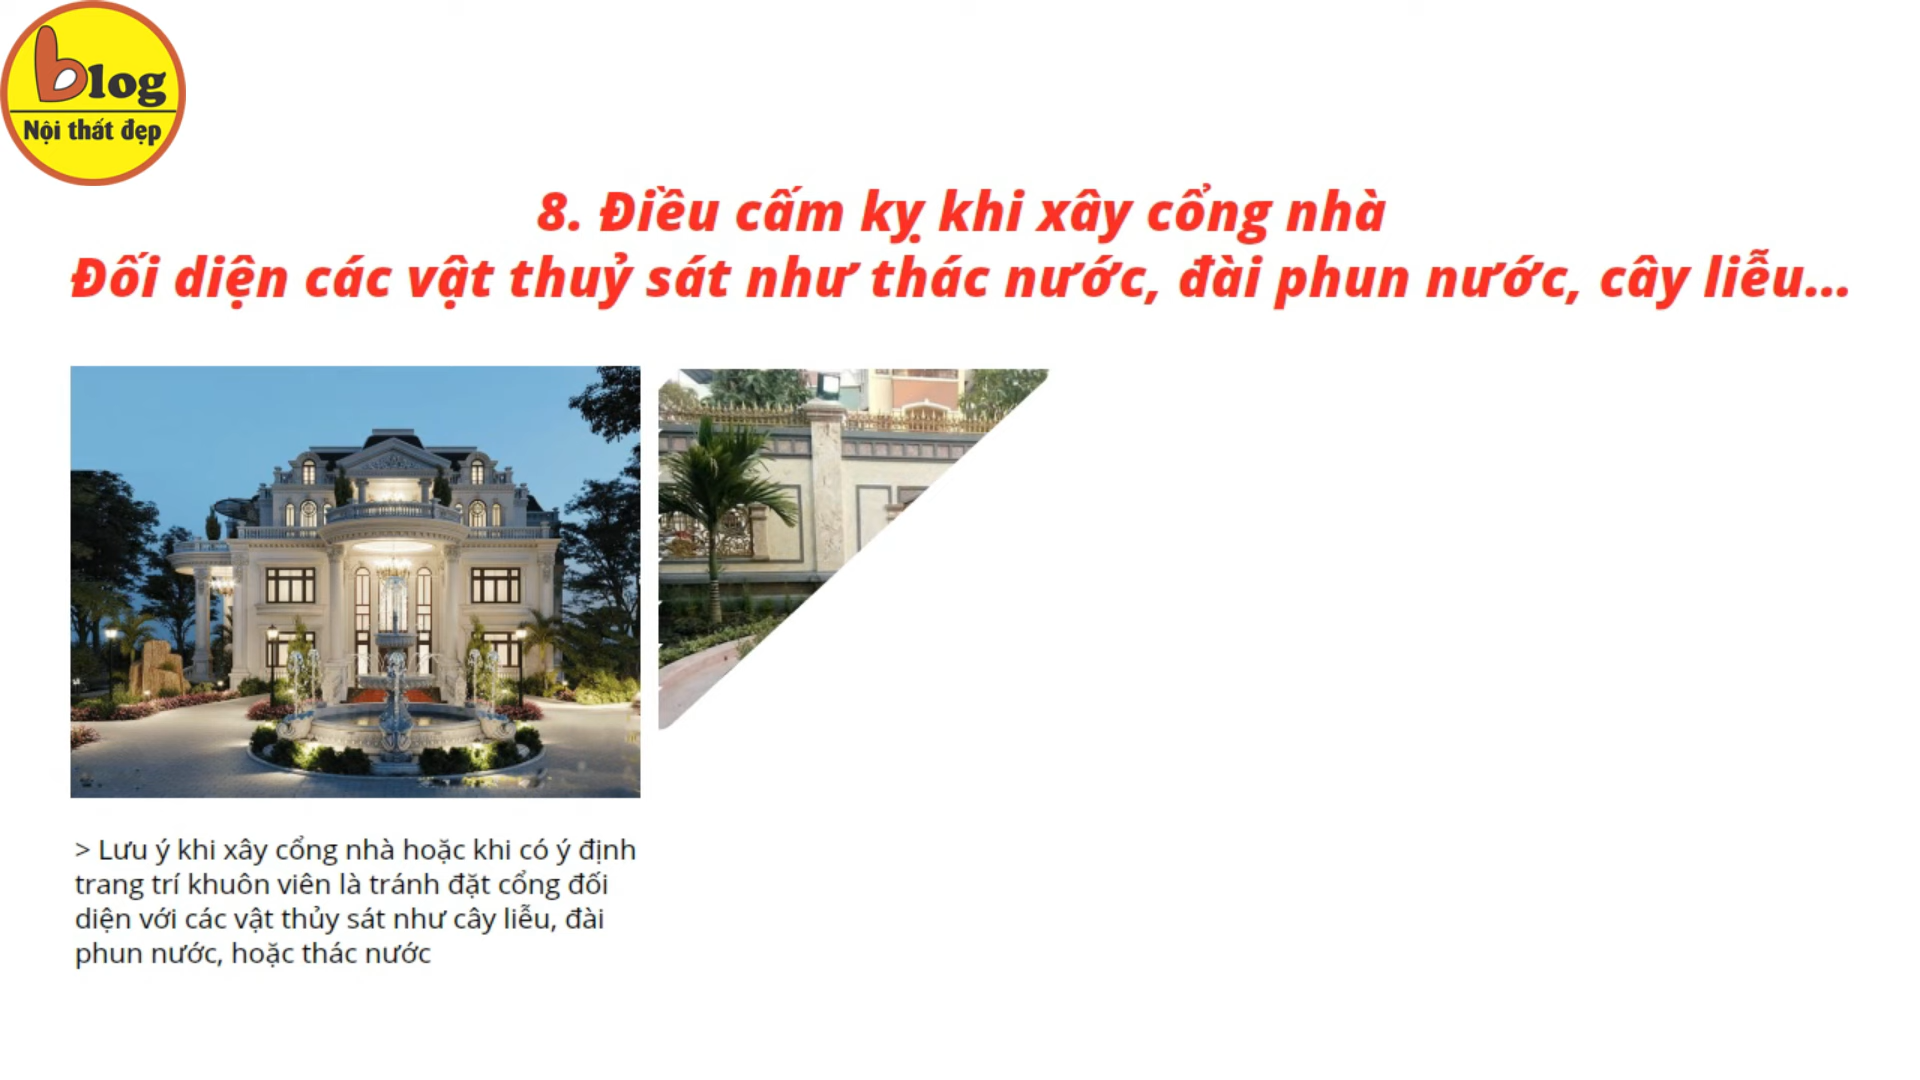 blog
Nội thất đẹp
8. Điều cấm kỵ khi xây cổng nhà
Đối diện các vật thuỷ sát như thác nước, đài phun nước, cây liễu...
> Lưu ý khi xây cổng nhà hoặc khi có ý định
trang trí khuôn viên là tránh đặt cổng đối
diện với các vật thủy sát như cây liễu, đài
phun nước, hoặc thác nước